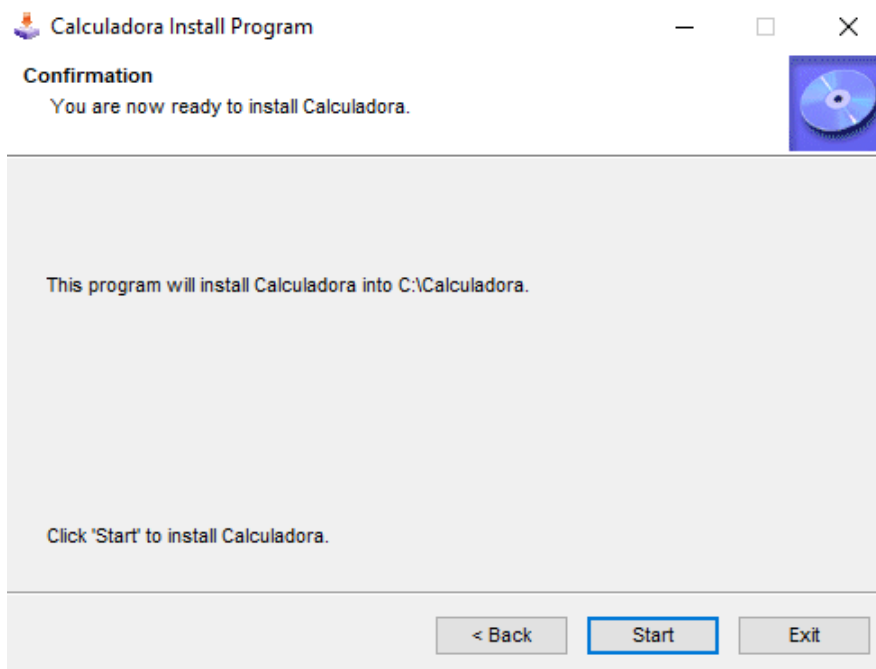 Calculadora Install Program
Confirmation
You are now ready to install Calculadora.
This program will install Calculadora into C:\Calculadora.
Click 'Start' to install Calculadora.
< Back Start Exit